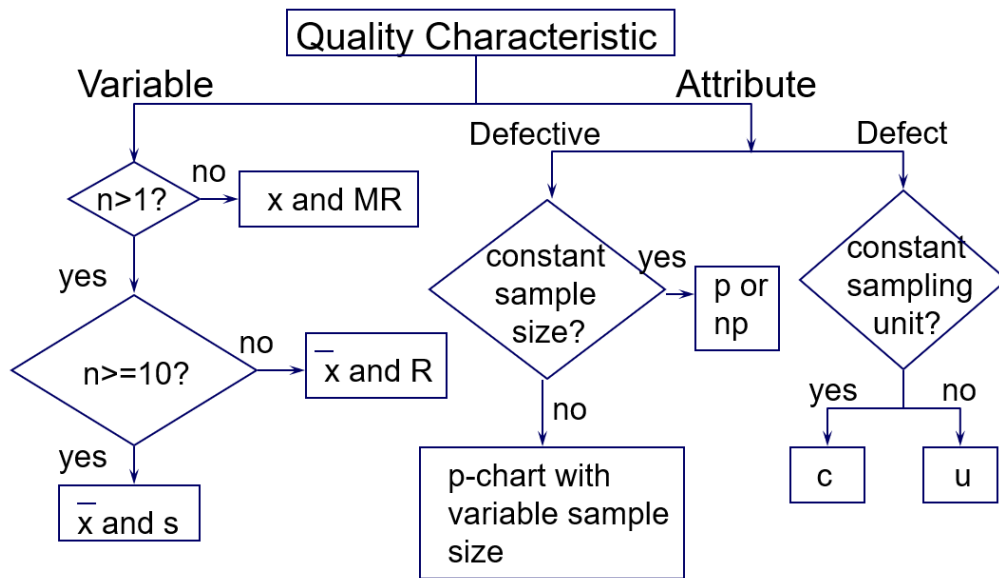 Quality Characteristic
Variable
Attribute
Defective
Defect
n>1?
no
x and MR
yes
n>=10?
no
x̅ and R
yes
x̅ and s
constant
sample
size?
yes
p or
np
no
p-chart with
variable sample
size
constant
sampling
unit?
yes
no
c
u